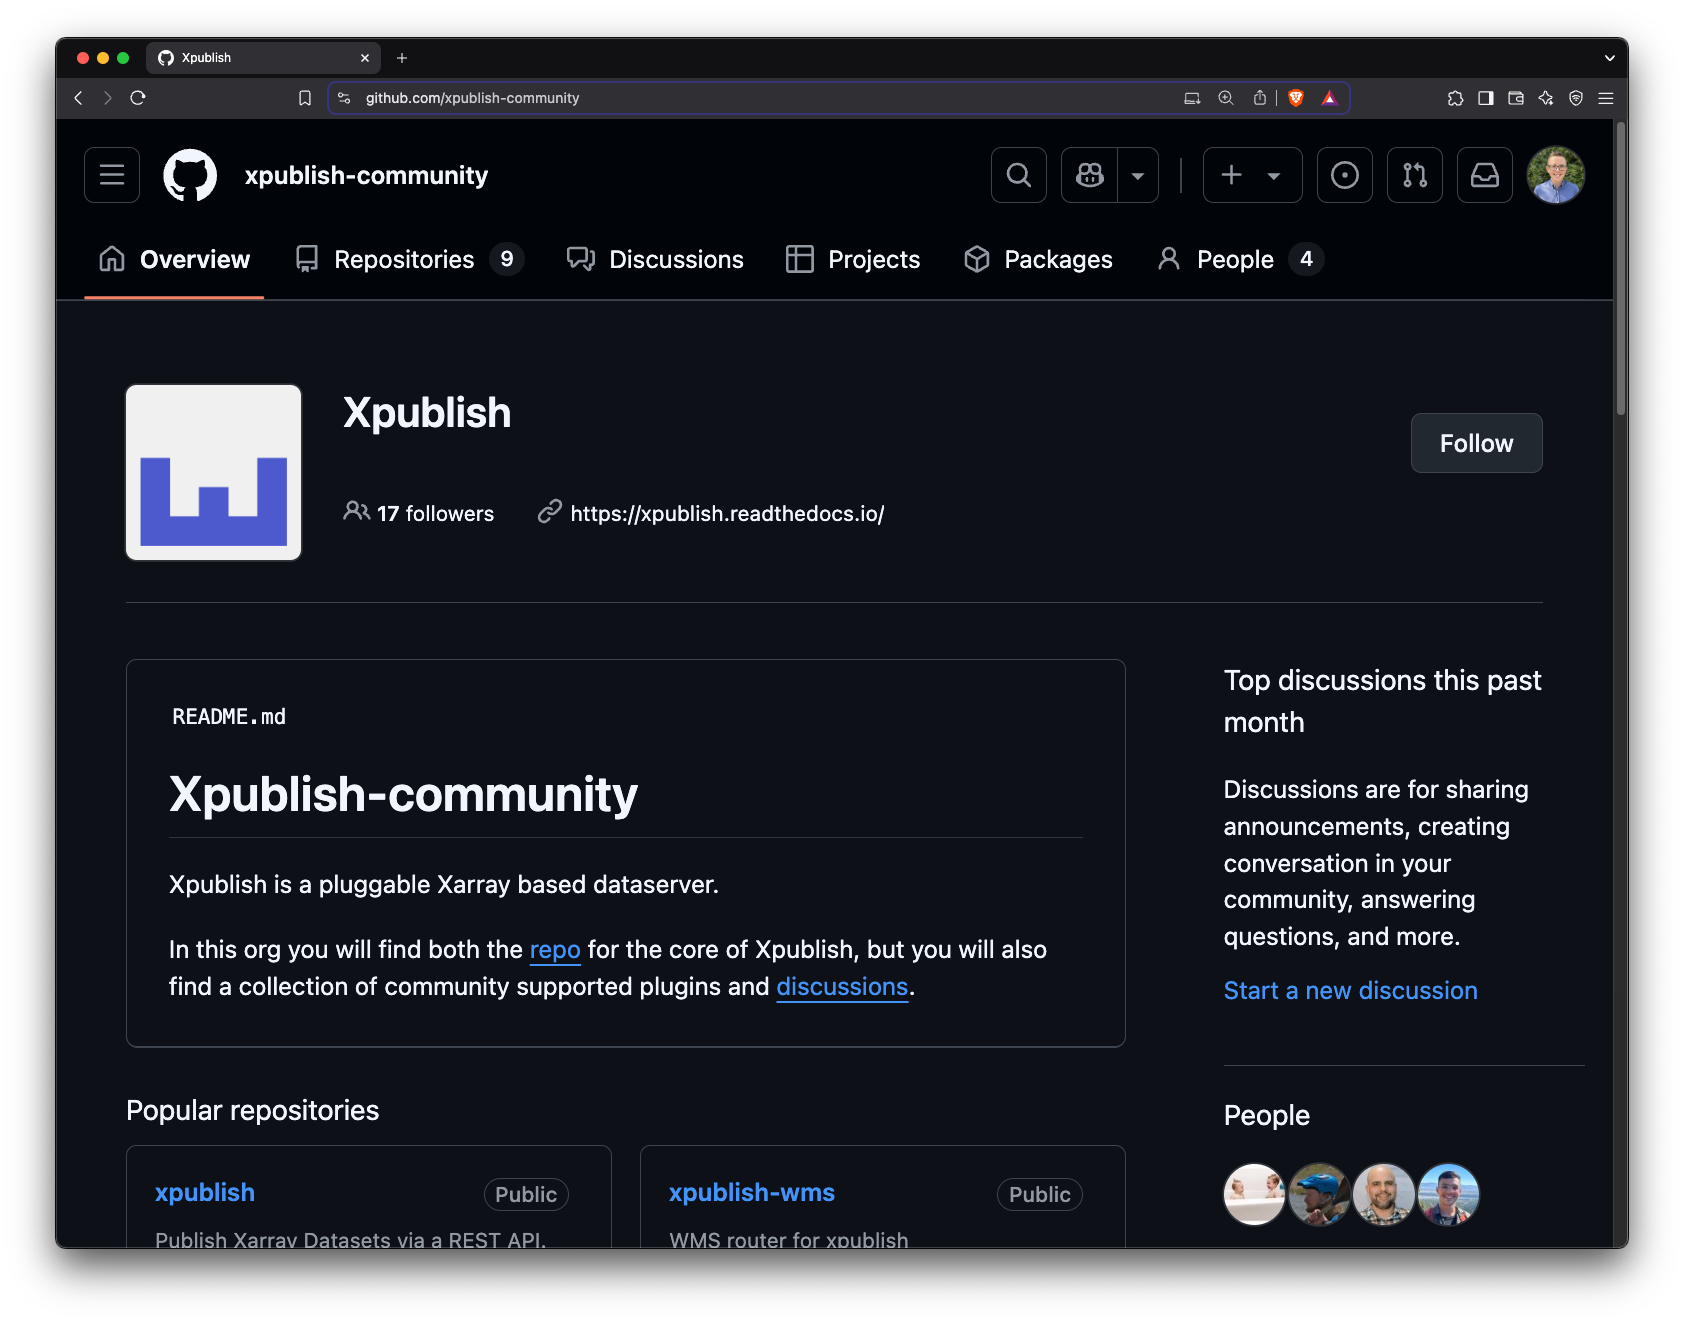 Xpublish
github.com/xpublish-community
xpublish-community
Overview
Repositories 9
Discussions
Projects
Packages
People 4
Xpublish
17 followers
https://xpublish.readthedocs.io/
Follow
README.md
Xpublish-community
Xpublish is a pluggable Xarray based dataserver.
In this org you will find both the repo for the core of Xpublish, but you will also
find a collection of community supported plugins and discussions.
Popular repositories
xpublish Public
Publish Xarray Datasets via a REST API.
xpublish-wms Public
WMS router for xpublish
Top discussions this past
month
Discussions are for sharing
announcements, creating
conversation in your
community, answering
questions, and more.
Start a new discussion
People